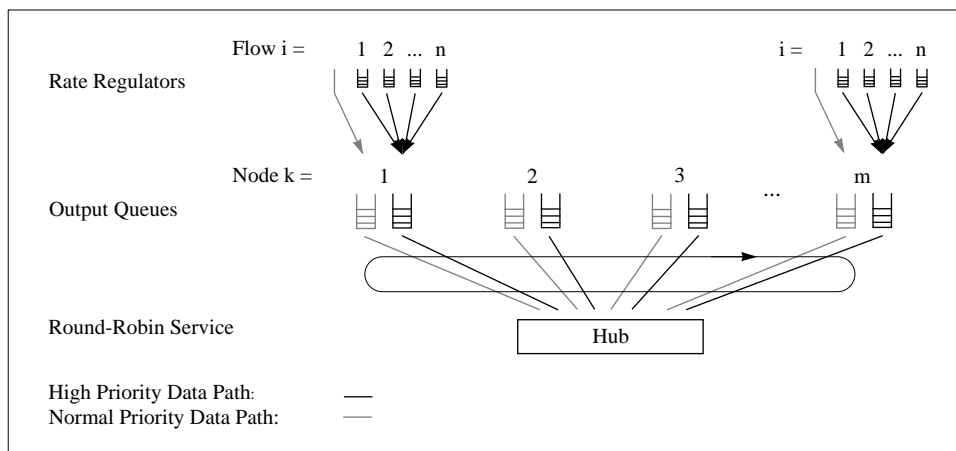 Flow i = 1 2 ... n i = 1 2 ... n
Rate Regulators
Node k = 1 2 3 ... m
Output Queues
Round-Robin Service Hub
High Priority Data Path:
Normal Priority Data Path: